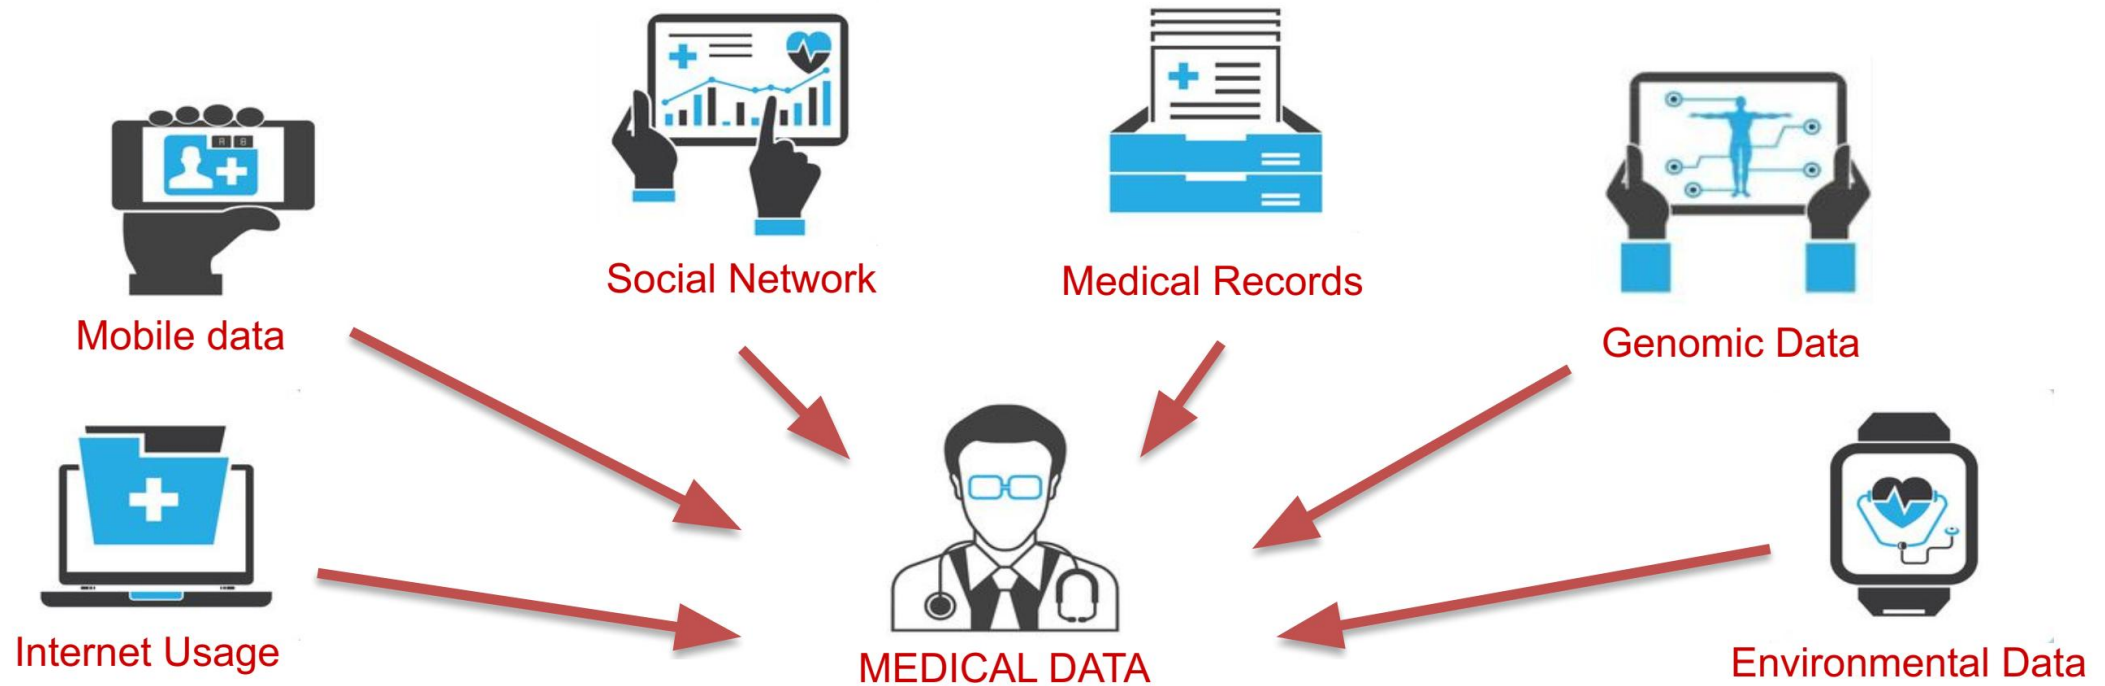 Social Network
Medical Records
Mobile data
Genomic Data
Internet Usage
MEDICAL DATA
Environmental Data